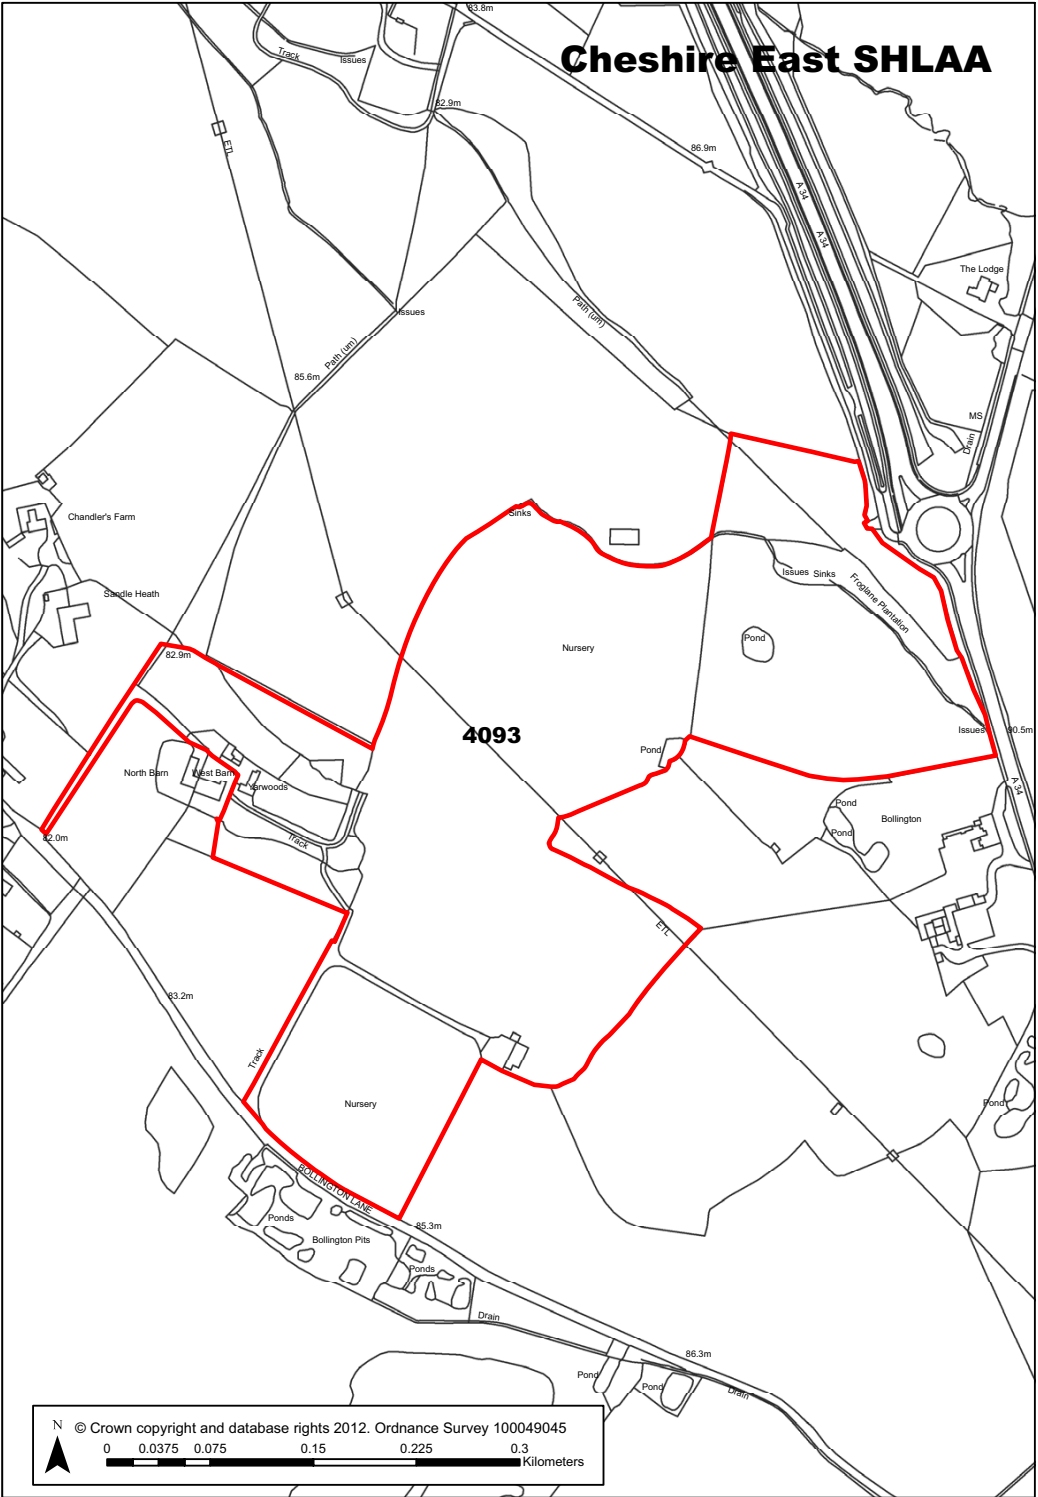 83.8m
Cheshire East SHLAA
Track
Issues
82.9m
ETL
86.9m
A 34
A 34
The Lodge
Issues
Path (um)
Path (um)
85.6m
MS
Drain
Chandler's Farm
Sinks
Sandle Heath
Issues Sinks
Froglane Plantation
Pond
Nursery
82.9m
4093
Issues
90.5m
Pond
North Barn
West Barn
Yarwoods
A 34
Pond
Bollington
Pond
82.0m
Track
ETL
83.2m
Track
Nursery
Pond
BOLLINGTON LANE
Ponds
85.3m
Bollington Pits
Ponds
Drain
86.3m
Pond
Pond
Drain
N
© Crown copyright and database rights 2012. Ordnance Survey 100049045
0 0.0375 0.075 0.15 0.225 0.3
Kilometers